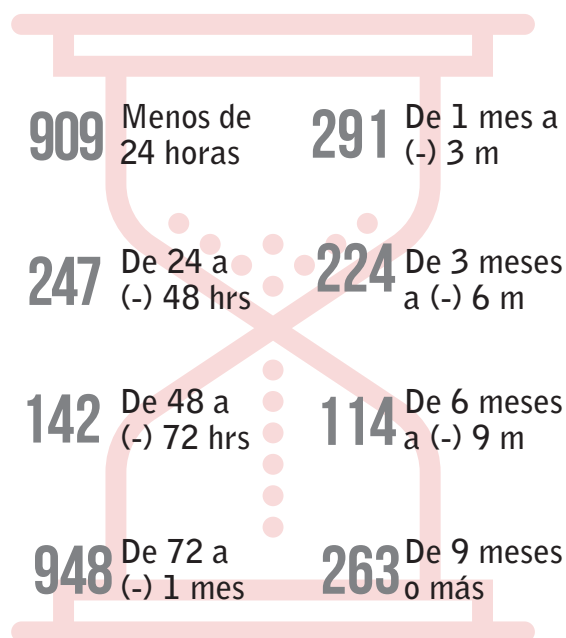 909 Menos de
24 horas
247 De 24 a
(-) 48 hrs
142 De 48 a
(-) 72 hrs
948 De 72 a
(-) 1 mes
291 De 1 mes a
(-) 3 m
224 De 3 meses
a (-) 6 m
114 De 6 meses
a (-) 9 m
263 De 9 meses
o más